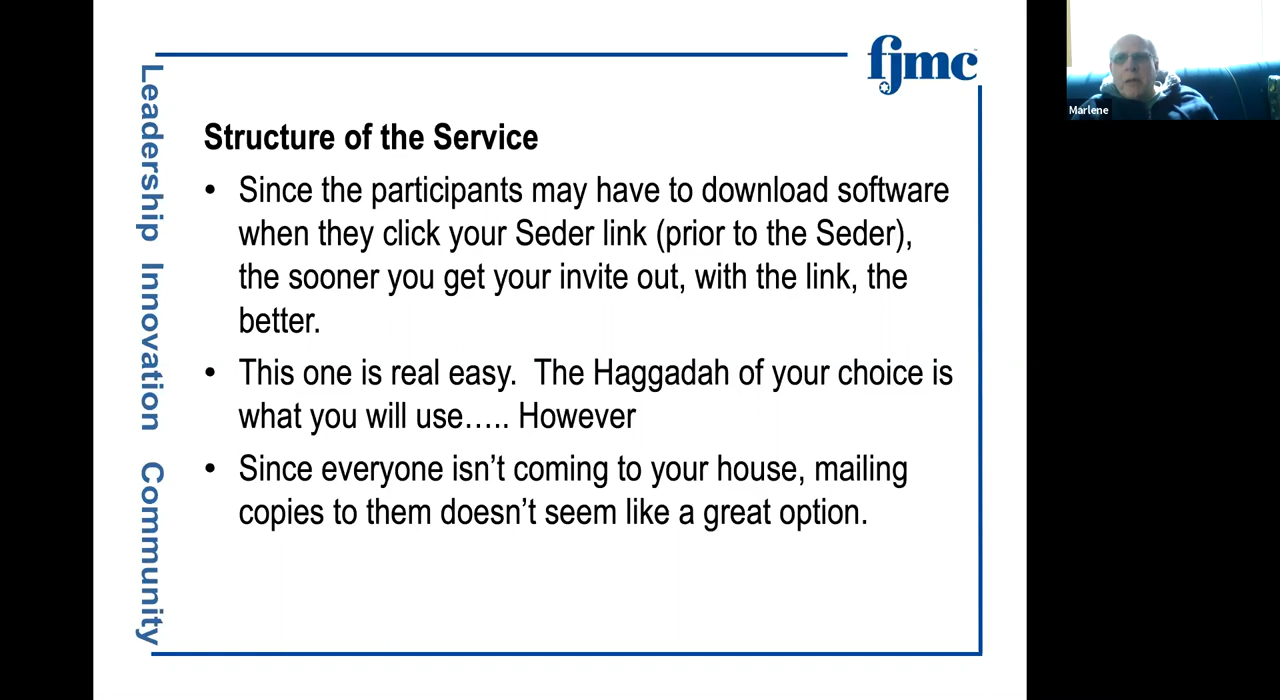 fjmc
Leadership Innovation Community
Structure of the Service
• Since the participants may have to download software
when they click your Seder link (prior to the Seder),
the sooner you get your invite out, with the link, the
better.
• This one is real easy.  The Haggadah of your choice is
what you will use….. However
• Since everyone isn’t coming to your house, mailing
copies to them doesn’t seem like a great option.
Marlene